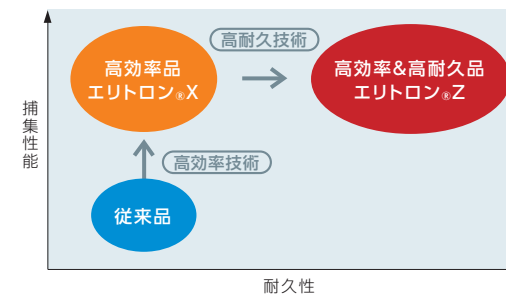 高耐久技術
高効率品
エリトロン®X
高効率&高耐久品
エリトロン®Z
捕集性能
高効率技術
従来品
耐久性